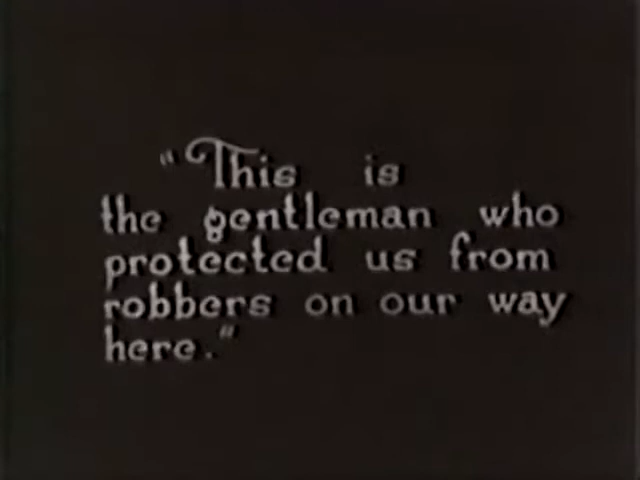 "This is
the gentleman who
protected us from
robbers on our way
here."